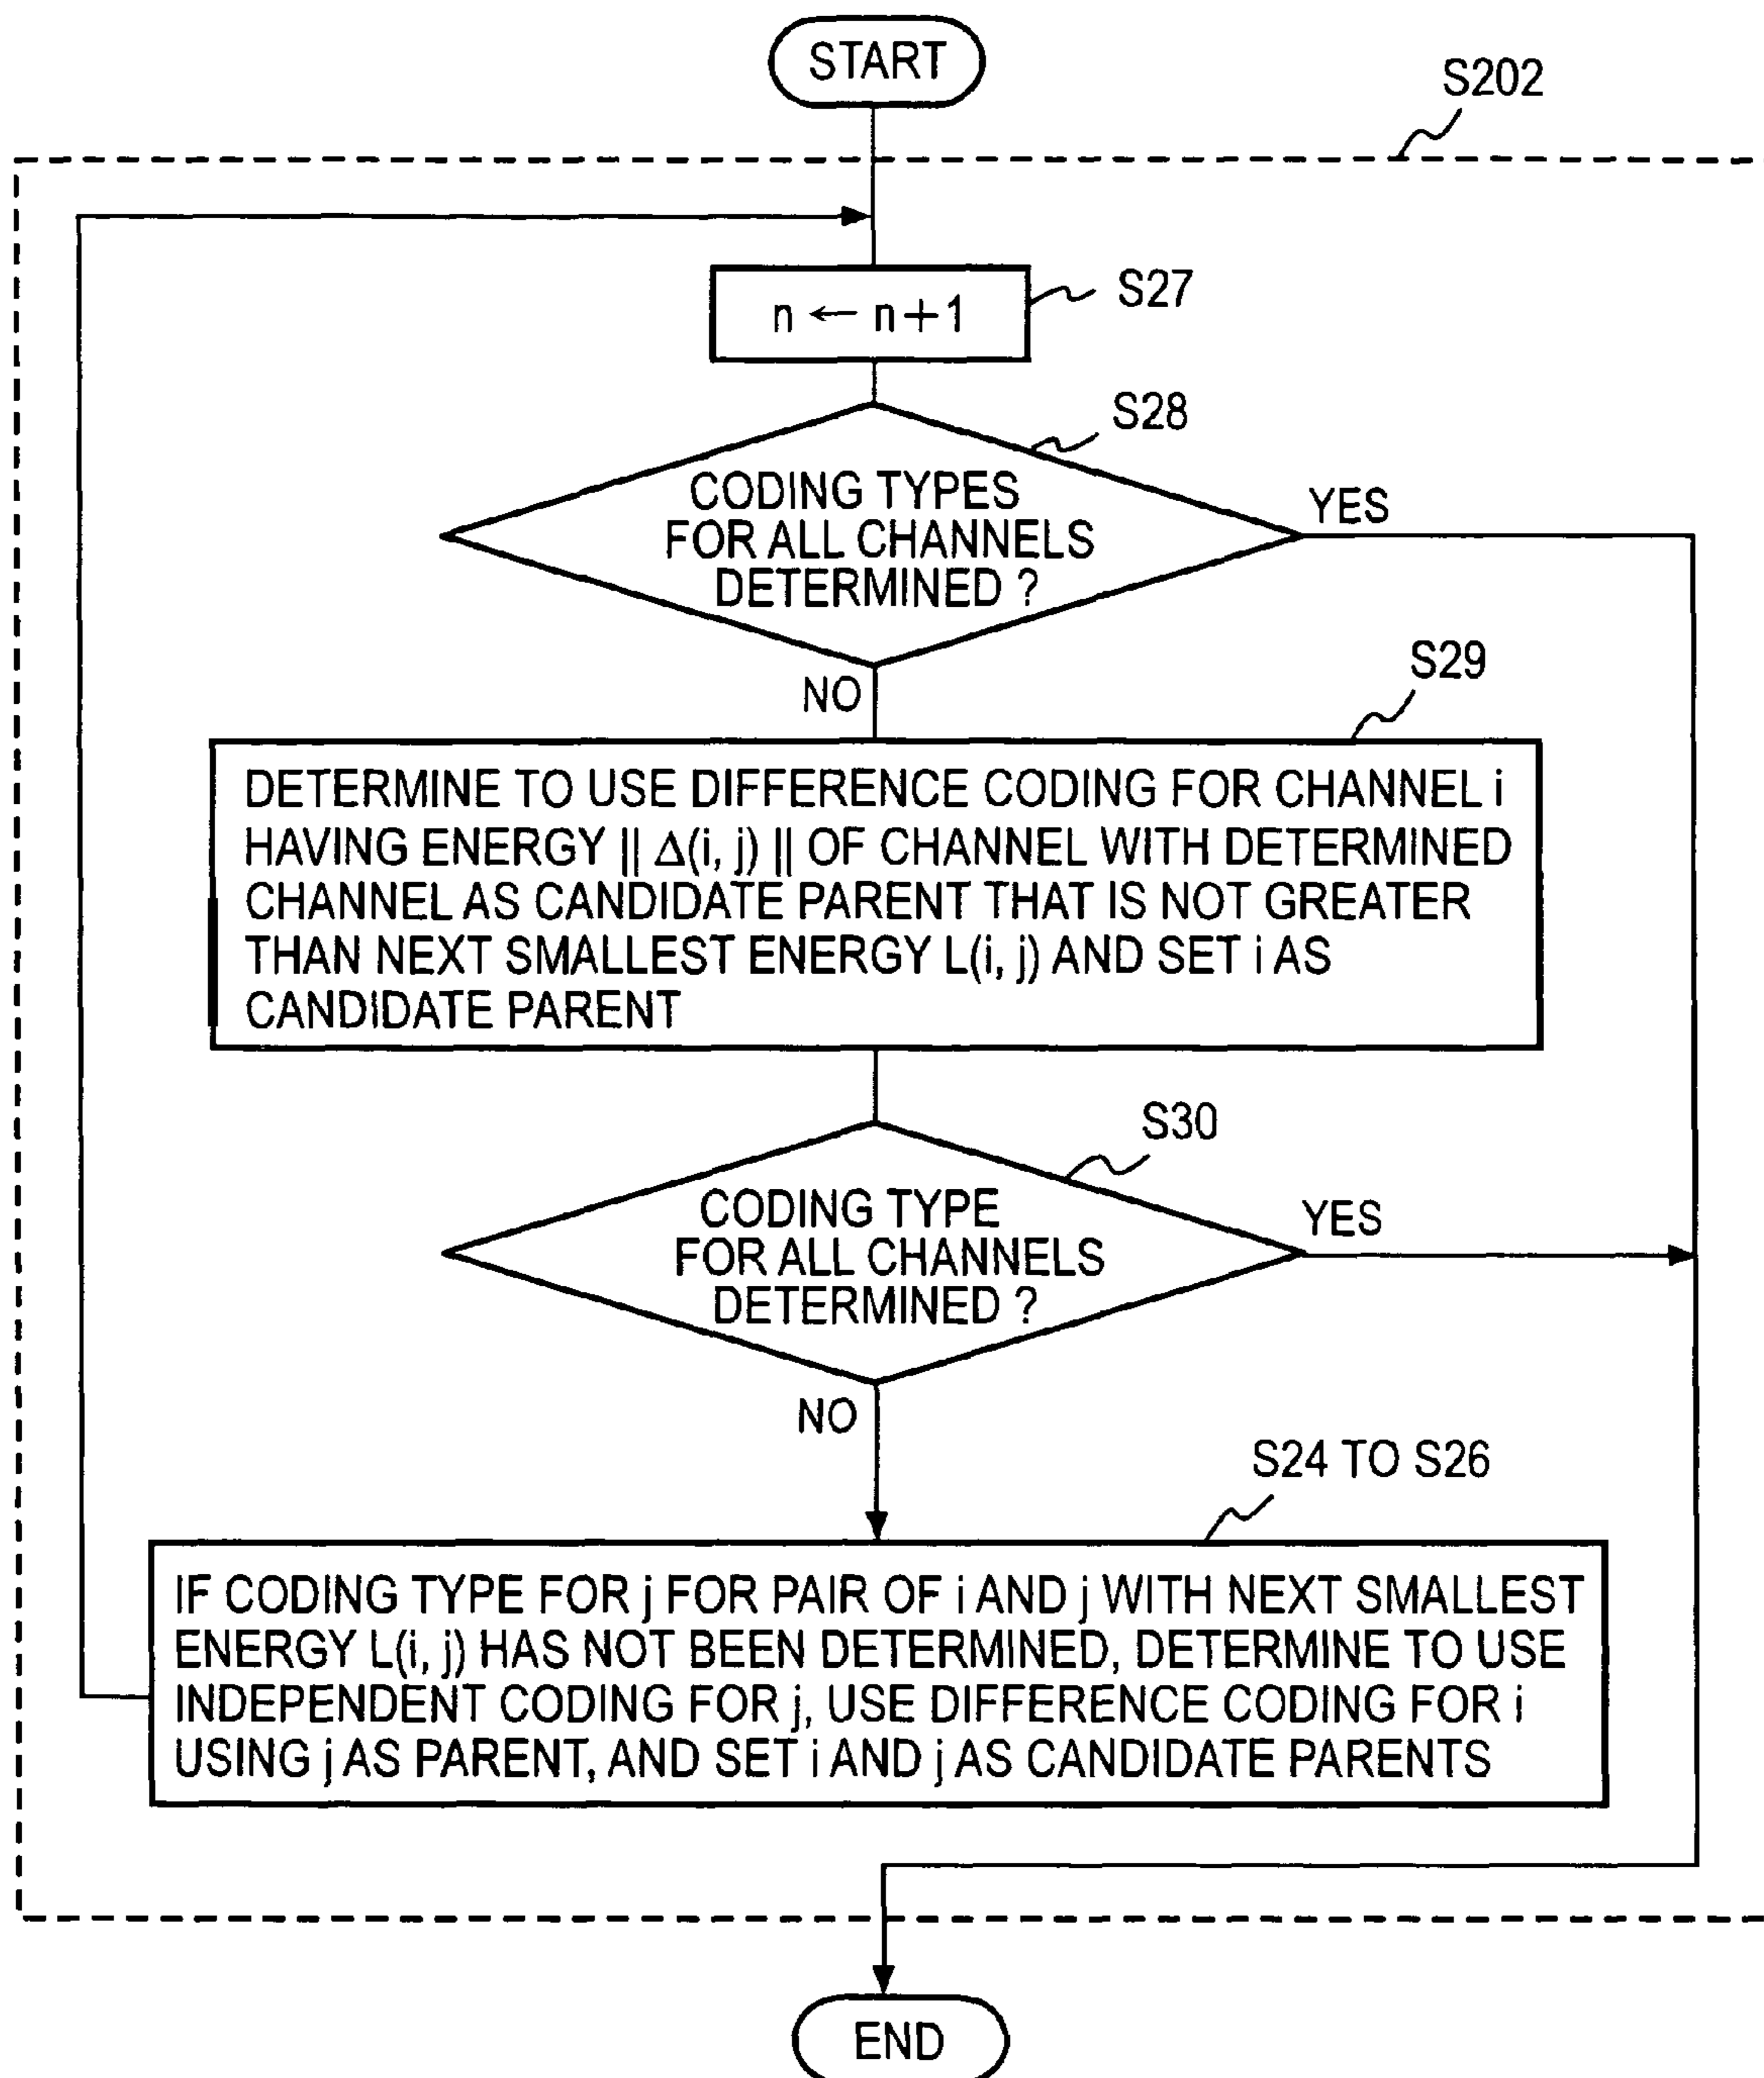 START
S202
S27
n ← n+1
S28
CODING TYPES
FOR ALL CHANNELS
DETERMINED ?
YES
NO
S29
DETERMINE TO USE DIFFERENCE CODING FOR CHANNEL i
HAVING ENERGY || Δ(i, j) || OF CHANNEL WITH DETERMINED
CHANNEL AS CANDIDATE PARENT THAT IS NOT GREATER
THAN NEXT SMALLEST ENERGY L(i, j) AND SET i AS
CANDIDATE PARENT
S30
CODING TYPE
FOR ALL CHANNELS
DETERMINED ?
YES
NO
S24 TO S26
IF CODING TYPE FOR j FOR PAIR OF i AND j WITH NEXT SMALLEST
ENERGY L(i, j) HAS NOT BEEN DETERMINED, DETERMINE TO USE
INDEPENDENT CODING FOR j, USE DIFFERENCE CODING FOR i
USING j AS PARENT, AND SET i AND j AS CANDIDATE PARENTS
END